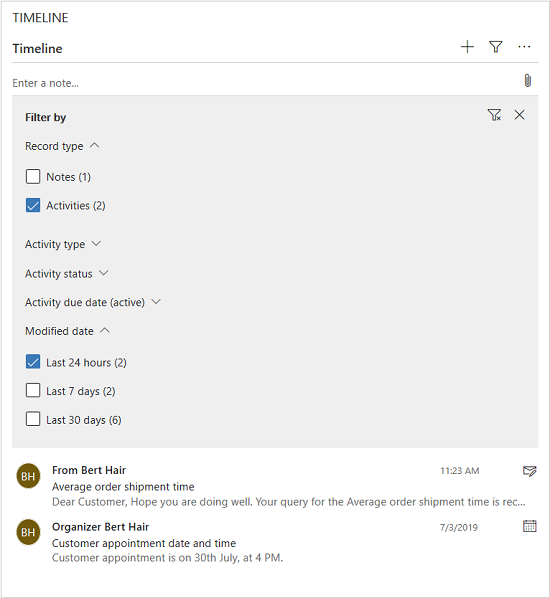 TIMELINE
Timeline
Enter a note...
Filter by
Record type
Notes (1)
Activities (2)
Activity type
Activity status
Activity due date (active)
Modified date
Last 24 hours (2)
Last 7 days (2)
Last 30 days (6)
BH From Bert Hair 11:23 AM
Average order shipment time
Dear Customer, Hope you are doing well. Your query for the Average order shipment time is rec...
BH Organizer Bert Hair 7/3/2019
Customer appointment date and time
Customer appointment is on 30th July, at 4 PM.